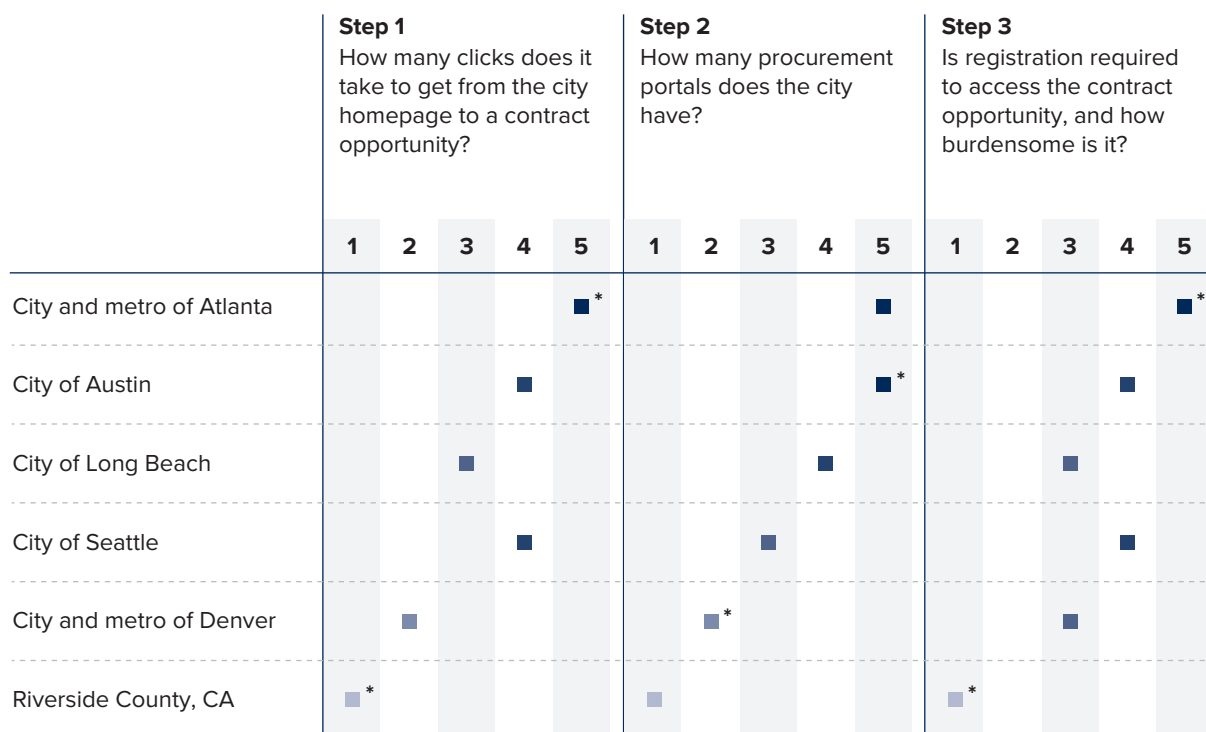 Step 1
How many clicks does it
take to get from the city
homepage to a contract
opportunity?
Step 2
How many procurement
portals does the city
have?
Step 3
Is registration required
to access the contract
opportunity, and how
burdensome is it?
1 2 3 4 5 1 2 3 4 5 1 2 3 4 5
City and metro of Atlanta * *
City of Austin *
City of Long Beach
City of Seattle
City and metro of Denver *
Riverside County, CA * *